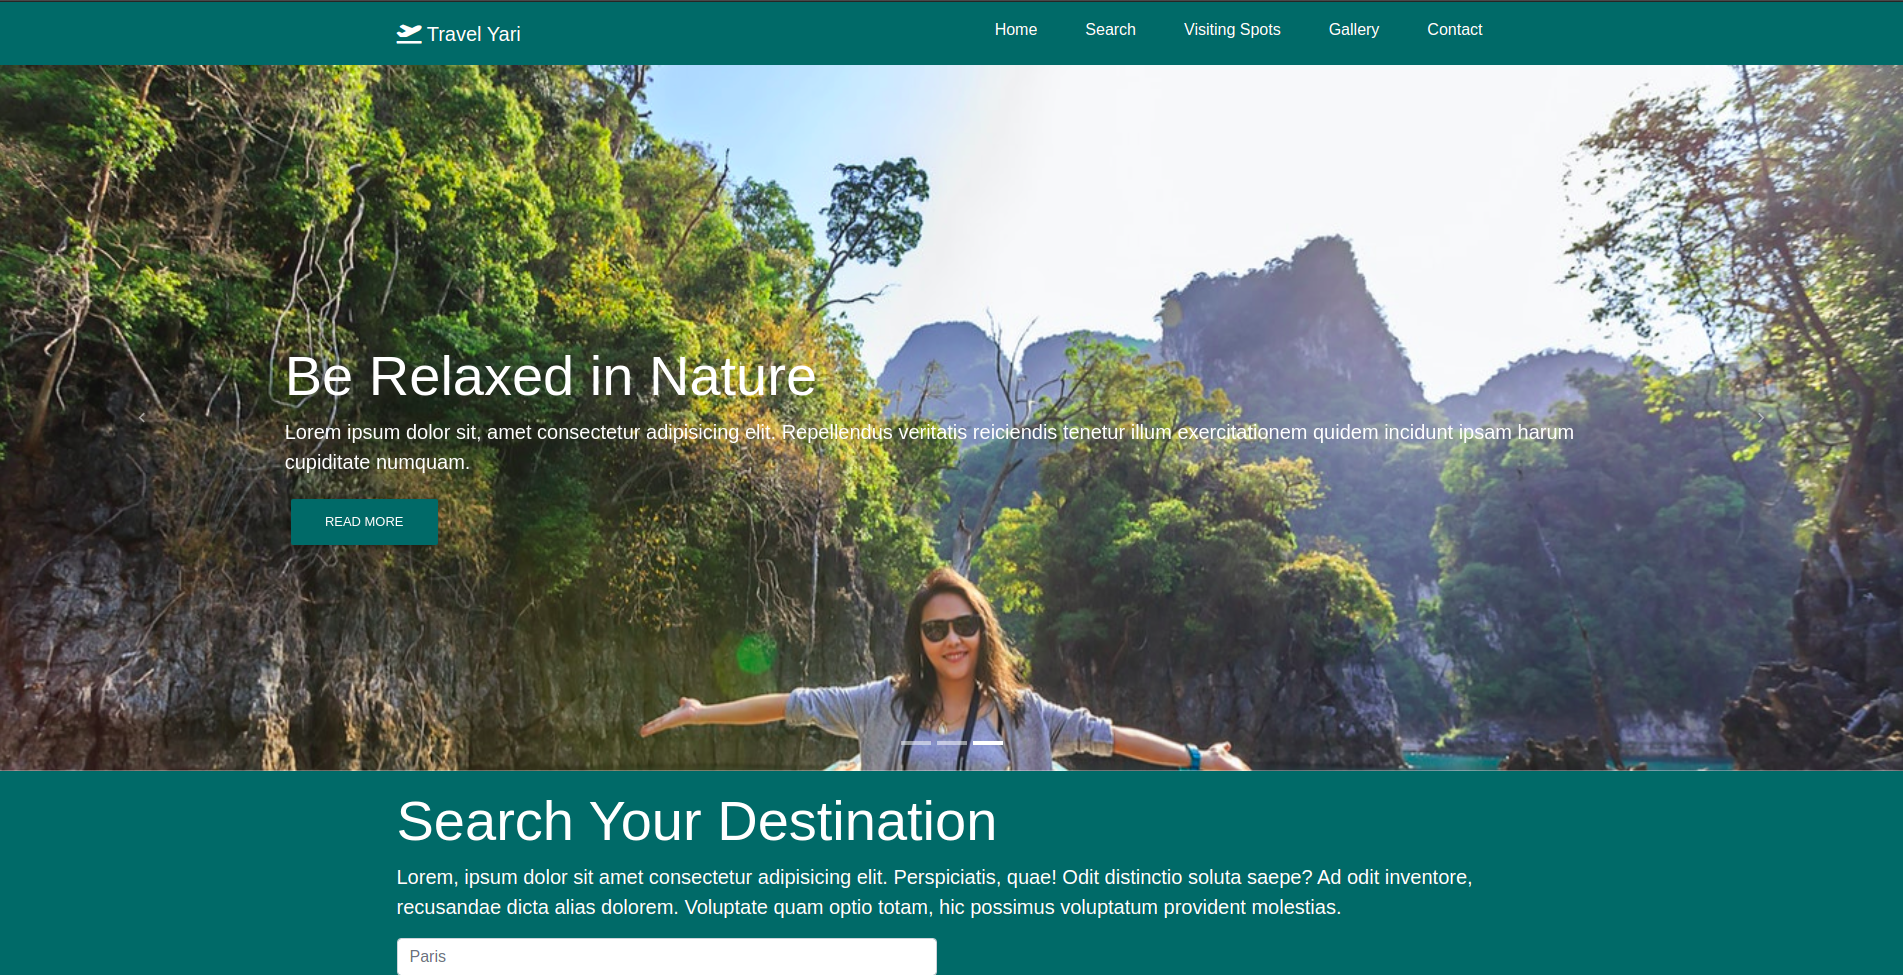 Travel Yari
Home
Search
Visiting Spots
Gallery
Contact
Be Relaxed in Nature
Lorem ipsum dolor sit, amet consectetur adipisicing elit. Repellendus veritatis reiciendis tenetur illum exercitationem quidem incidunt ipsam harum
cupiditate numquam.
READ MORE
Search Your Destination
Lorem, ipsum dolor sit amet consectetur adipisicing elit. Perspiciatis, quae! Odit distinctio soluta saepe? Ad odit inventore,
recusandae dicta alias dolorem. Voluptate quam optio totam, hic possimus voluptatum provident molestias.
Paris